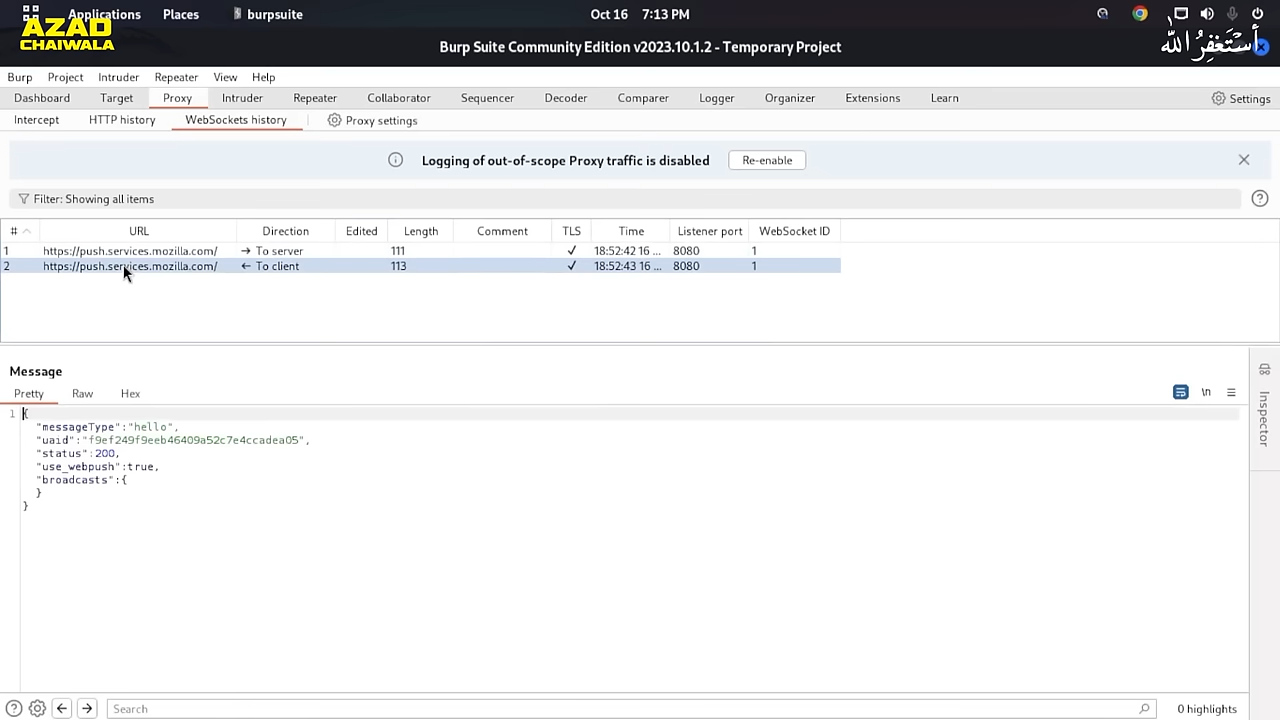 Applications Places burpsuite Oct 16 7:13 PM
AZAD
CHAIWALA
أستغفر الله
Burp Suite Community Edition v2023.10.1.2 - Temporary Project
Burp Project Intruder Repeater View Help
Dashboard Target Proxy Intruder Repeater Collaborator Sequencer Decoder Comparer Logger Organizer Extensions Learn Settings
Intercept HTTP history WebSockets history Proxy settings
Logging of out-of-scope Proxy traffic is disabled Re-enable
Filter: Showing all items
# URL Direction Edited Length Comment TLS Time Listener port WebSocket ID
1 https://push.services.mozilla.com/ → To server 111 ✓ 18:52:42 16 ... 8080 1
2 https://push.services.mozilla.com/ ← To client 113 ✓ 18:52:43 16 ... 8080 1
Message
Pretty Raw Hex \n
Inspector
1 {
"messageType":"hello",
"uaid":"f9ef249f9eeb46409a52c7e4ccadea05",
"status":200,
"use_webpush":true,
"broadcasts":{
}
}
Search 0 highlights